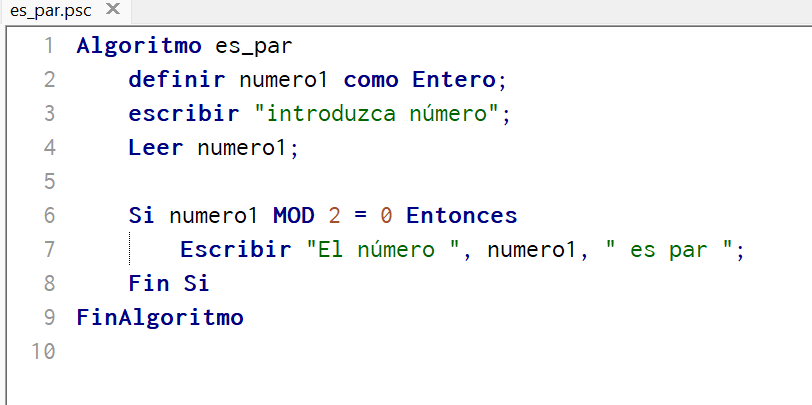 es_par.psc ✕
1 Algoritmo es_par
2 definir numero1 como Entero;
3 escribir "introduzca número";
4 Leer numero1;
5
6 Si numero1 MOD 2 = 0 Entonces
7 Escribir "El número ", numero1, " es par ";
8 Fin Si
9 FinAlgoritmo
10